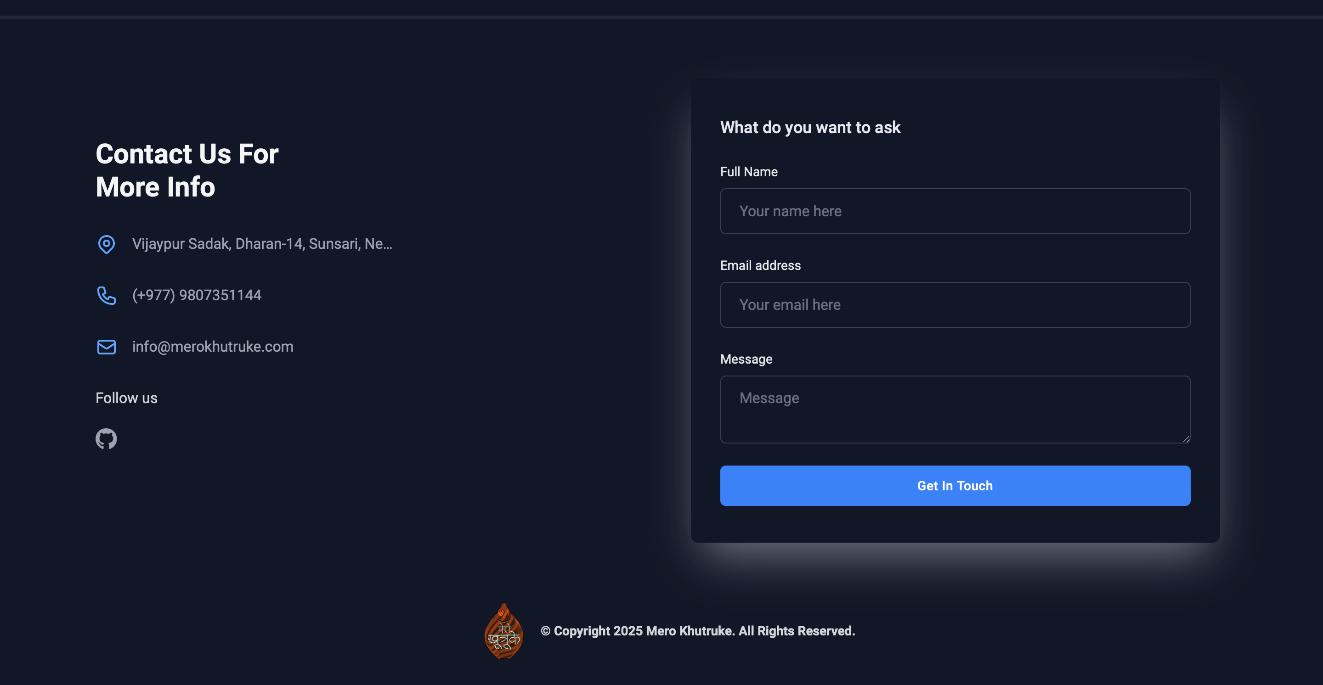 Contact Us For
More Info
Vijaypur Sadak, Dharan-14, Sunsari, Ne...
(+977) 9807351144
info@merokhutruke.com
Follow us
What do you want to ask
Full Name
Your name here
Email address
Your email here
Message
Message
Get In Touch
मेरो
खुत्रुके
© Copyright 2025 Mero Khutruke. All Rights Reserved.